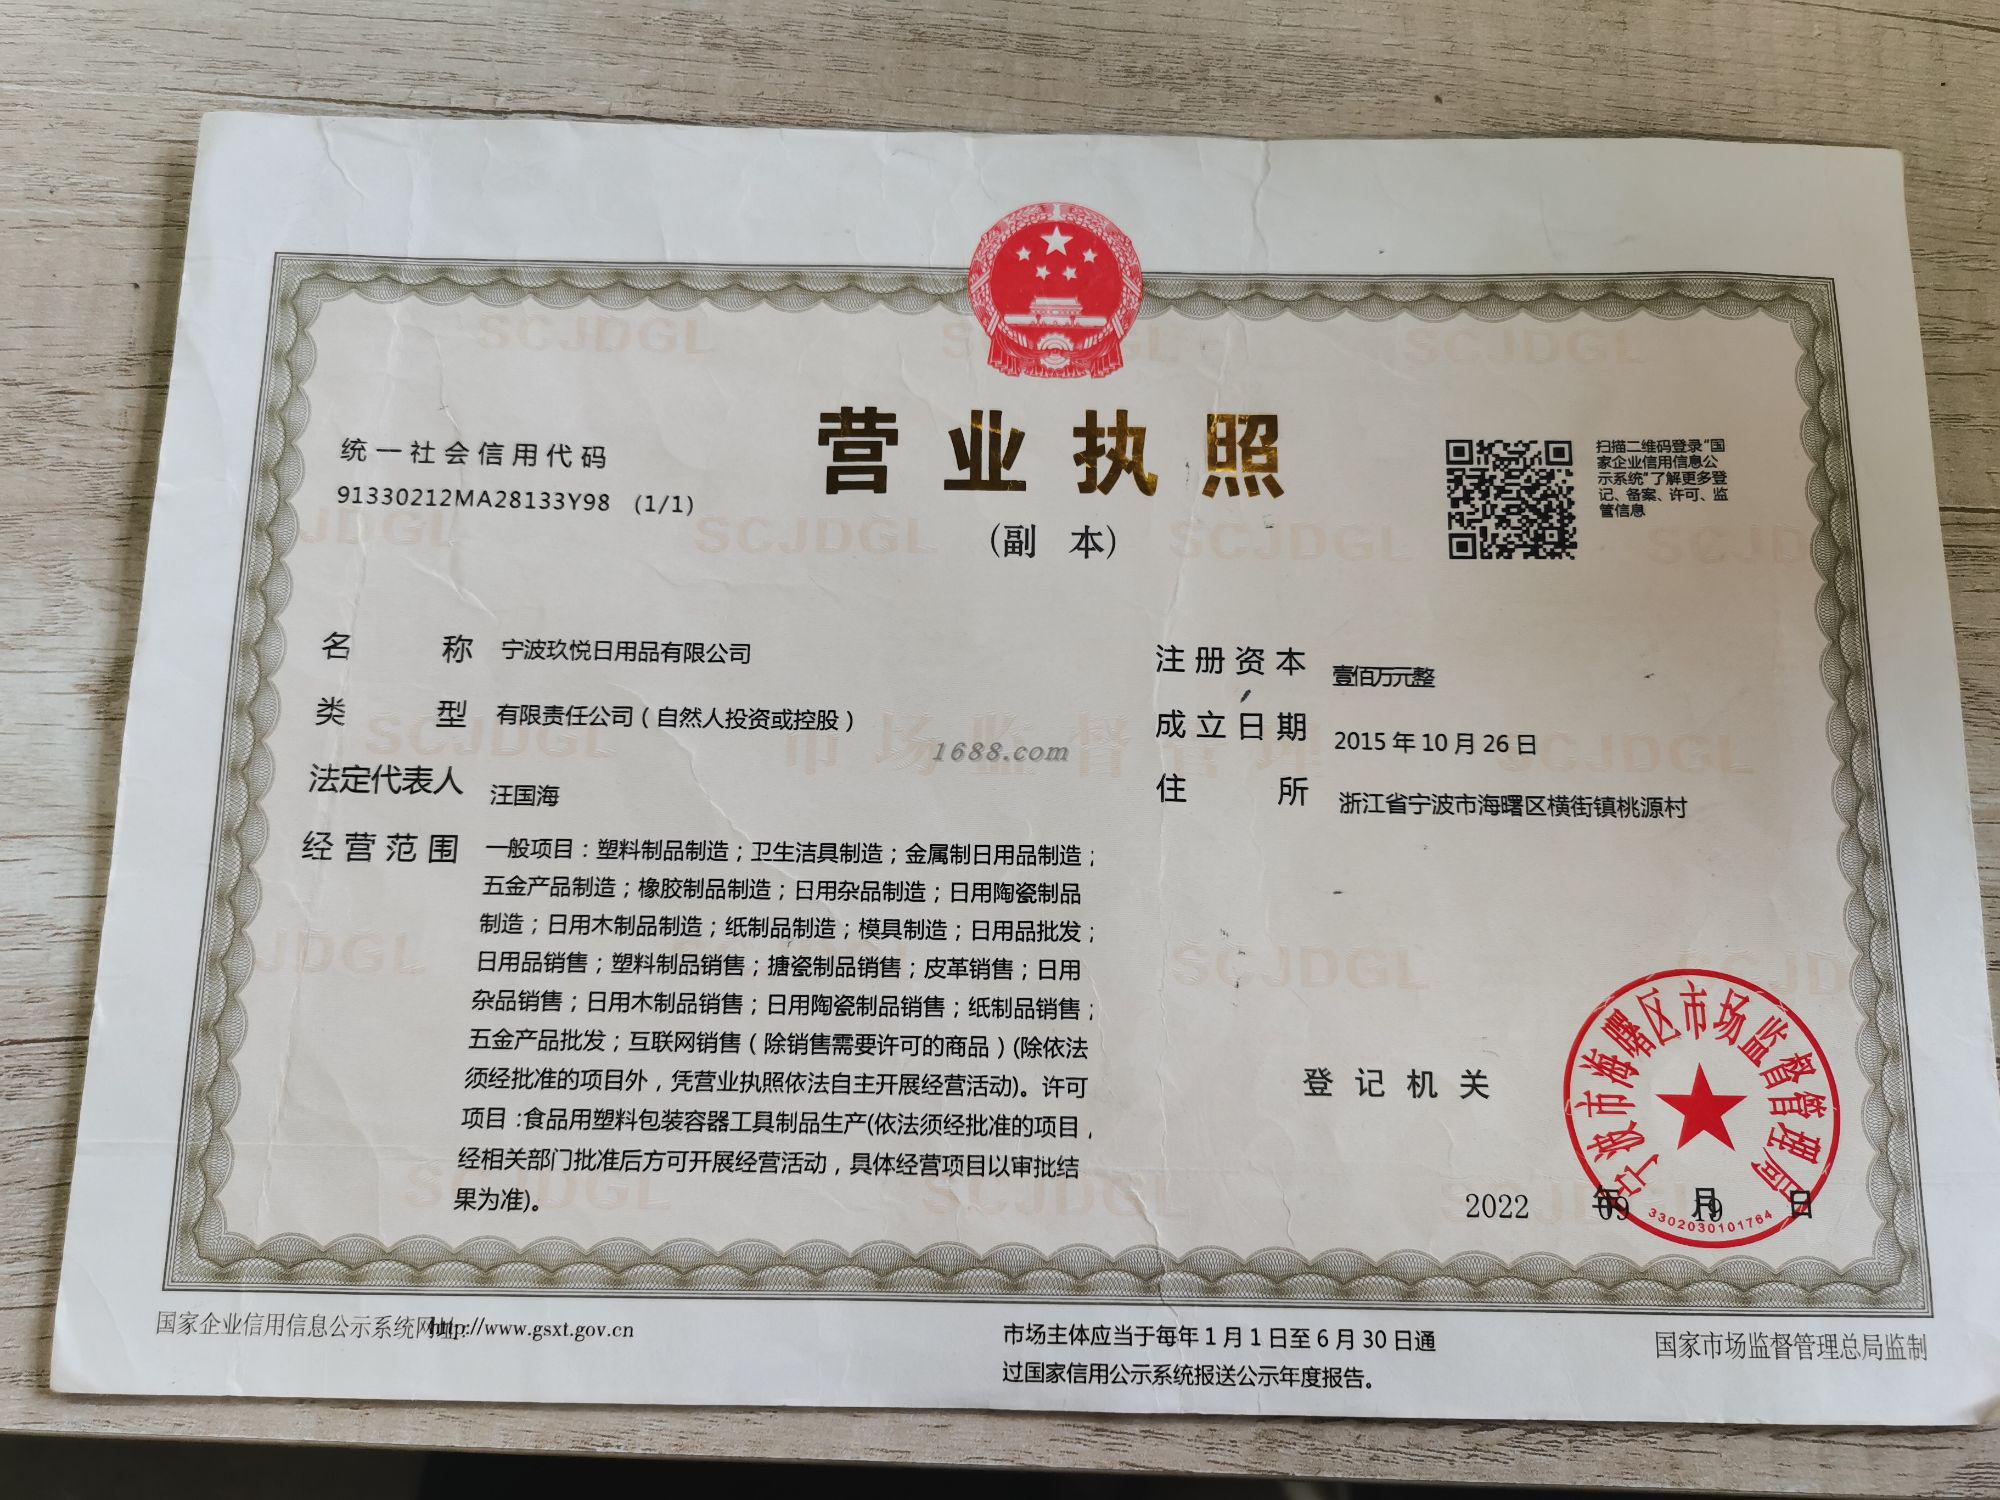 营业执照
(副 本)
统一社会信用代码
91330212MA28133Y98 (1/1)
扫描二维码登录“国
家企业信用信息公
示系统”了解更多登
记、备案、许可、监
管信息
名 称 宁波玖悦日用品有限公司
类 型 有限责任公司（自然人投资或控股）
法定代表人 汪国海
经营范围 一般项目：塑料制品制造；卫生洁具制造；金属制日用品制造；
五金产品制造；橡胶制品制造；日用杂品制造；日用陶瓷制品
制造；日用木制品制造；纸制品制造；模具制造；日用品批发；
日用品销售；塑料制品销售；搪瓷制品销售；皮革销售；日用
杂品销售；日用木制品销售；日用陶瓷制品销售；纸制品销售；
五金产品批发；互联网销售（除销售需要许可的商品）(除依法
须经批准的项目外，凭营业执照依法自主开展经营活动)。许可
项目：食品用塑料包装容器工具制品生产(依法须经批准的项目，
经相关部门批准后方可开展经营活动，具体经营项目以审批结
果为准)。
注册资本 壹佰万元整
成立日期 2015年10月26日
住 所 浙江省宁波市海曙区横街镇桃源村
1688.com
市场监督管理
SCJDGL
登记机关
宁波市海曙区市场监督管理局
3302030101764
2022 年 09 月 19 日
国家企业信用信息公示系统网址: http://www.gsxt.gov.cn
市场主体应当于每年1月1日至6月30日通
过国家信用公示系统报送公示年度报告。
国家市场监督管理总局监制